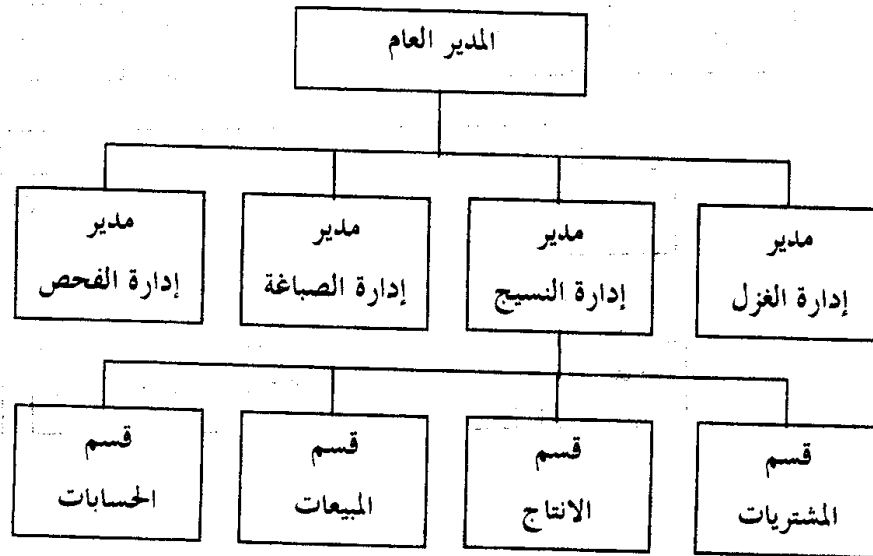 المدير العام
مدير
إدارة الغزل
مدير
إدارة النسيج
مدير
إدارة الصباغة
مدير
إدارة الفحص
قسم
المشتريات
قسم
الانتاج
قسم
المبيعات
قسم
الحسابات